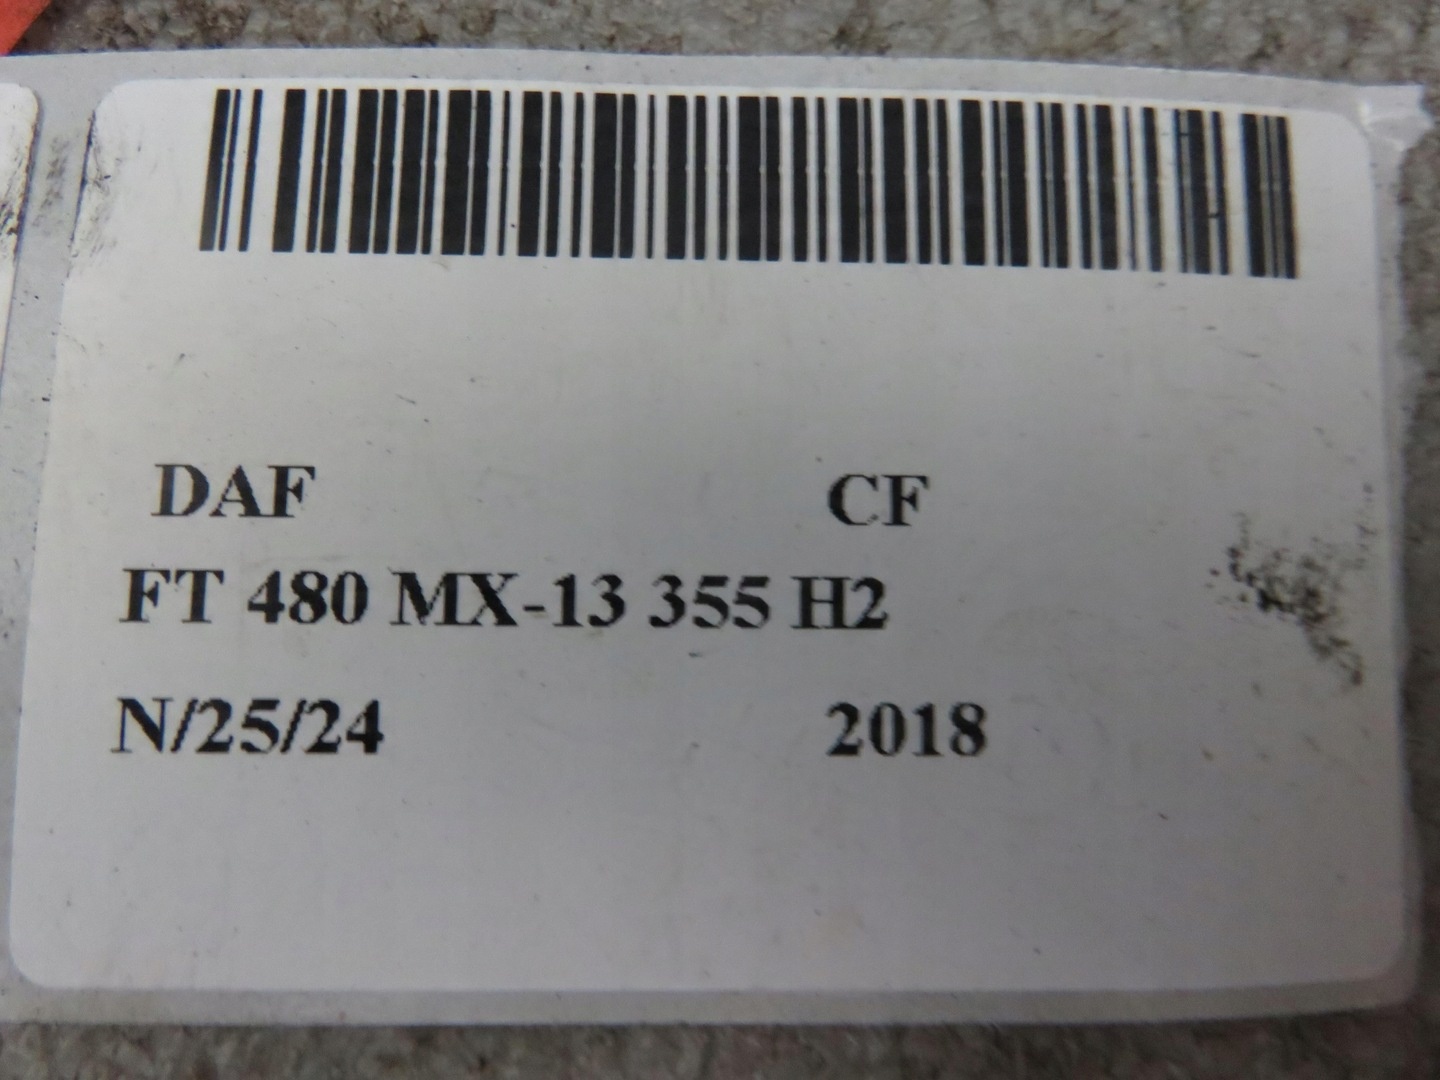 DAF CF
FT 480 MX-13 355 H2
N/25/24 2018